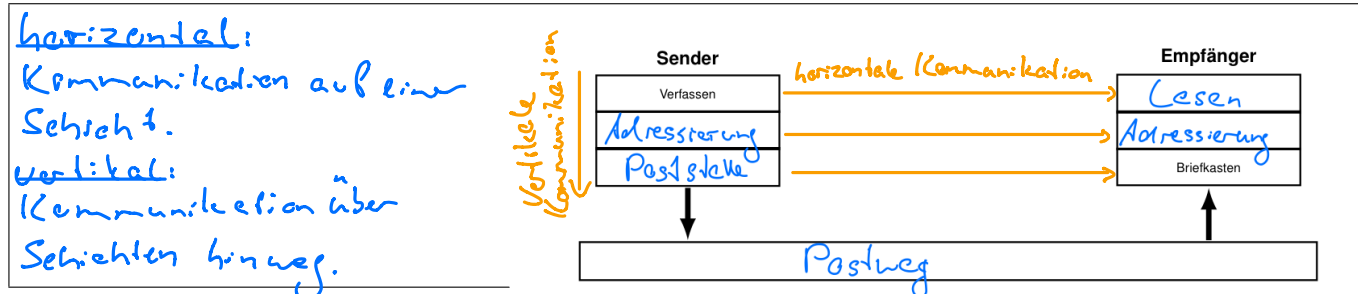 horizontal:
Kommunikation auf einer
Schicht.
vertikal:
Kommunikation über
Schichten hinweg.
vertikale
Kommunikation
Sender
Verfassen
Adressierung
Poststelle
horizontale Kommunikation
Empfänger
Lesen
Adressierung
Briefkasten
Postweg